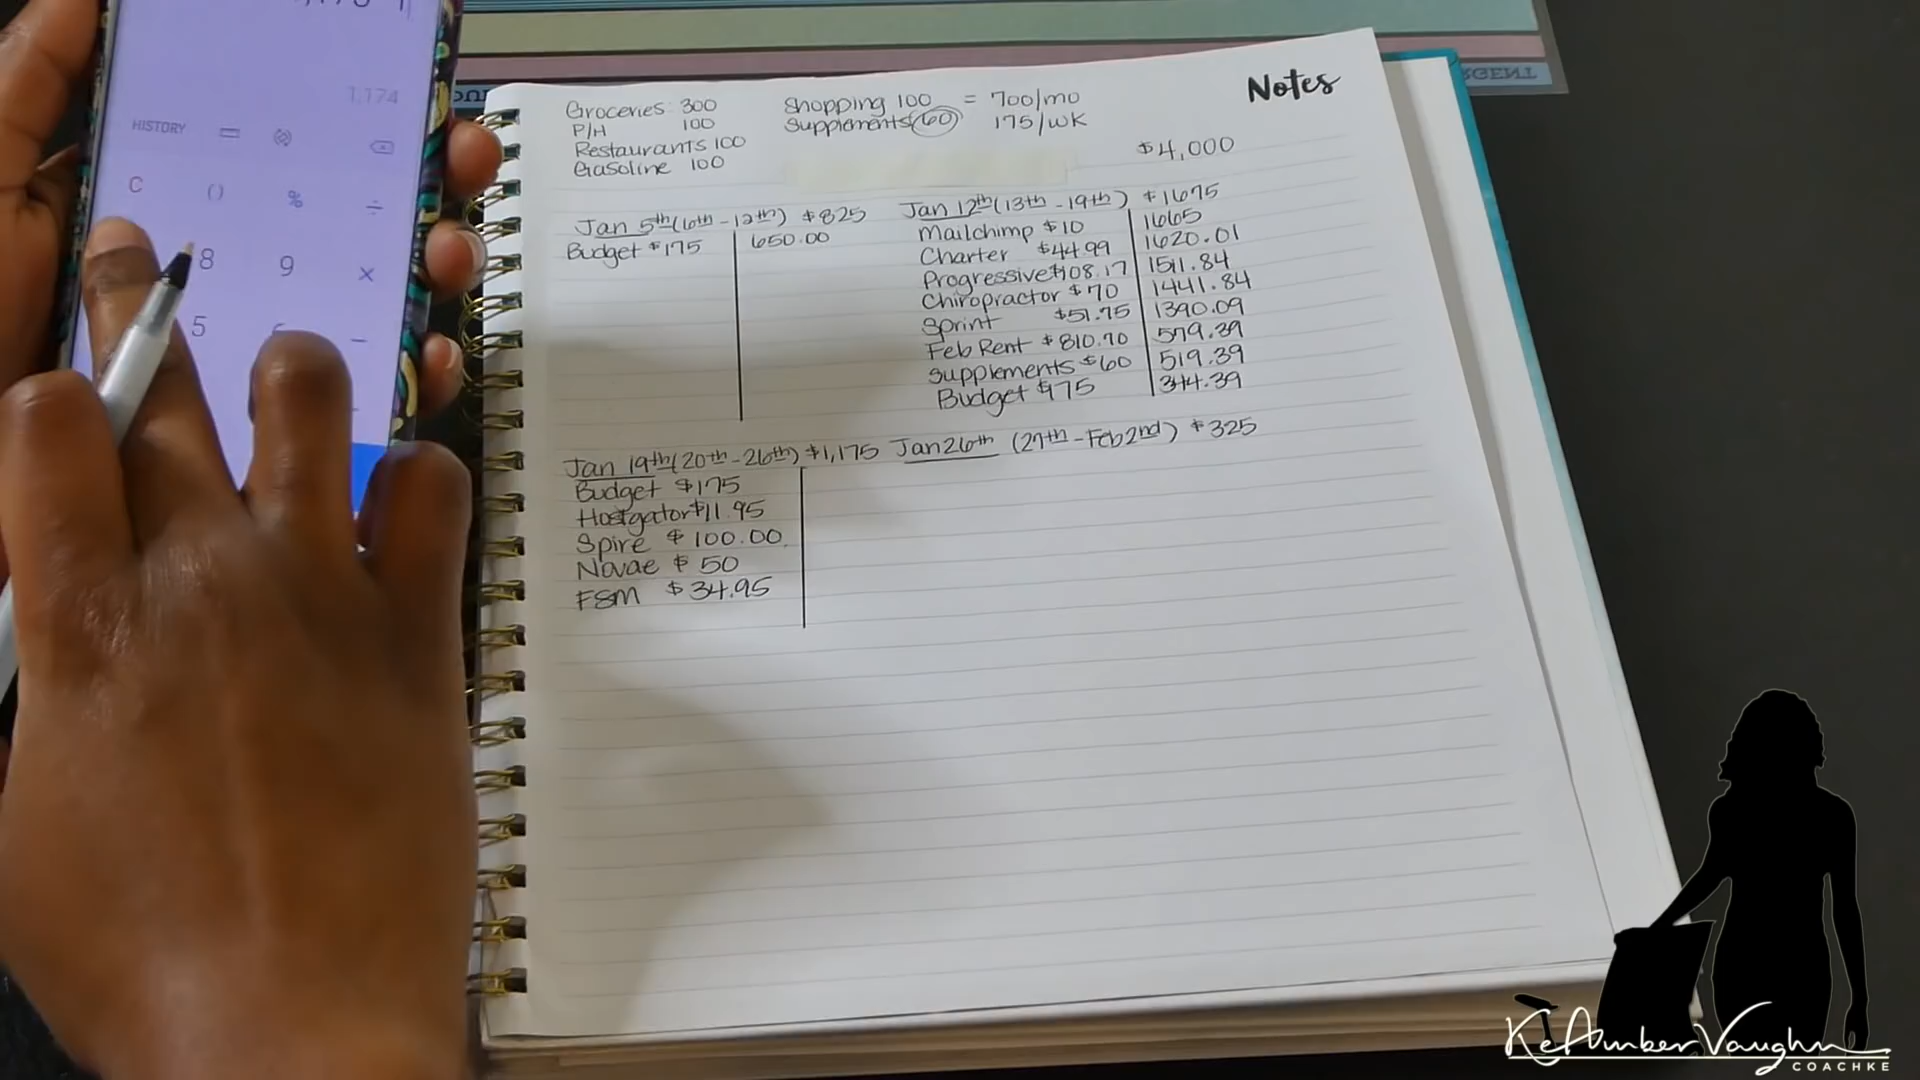 1,174
HISTORY
C
()
%
÷
8
9
×
5
−
Notes
Groceries: 300
P/H 100
Restaurants 100
Gasoline 100
Shopping 100 = 700/mo
Supplements 60 175/wk
$4,000
Jan 5th (6th - 12th) $825
Budget $175 650.00
Jan 12th (13th - 19th) $1675
Mailchimp $10 1665
Charter $44.99 1620.01
Progressive $108.17 1511.84
Chiropractor $70 1441.84
Sprint $51.75 1390.09
Feb Rent $810.70 579.39
Supplements $60 519.39
Budget $175 344.39
Jan 19th (20th - 26th) $1,175
Budget $175
Hostgator $11.95
Spire $100.00
Novae $50
FSM $34.95
Jan 26th (27th - Feb 2nd) $325
KeAmber Vaughn
COACHKE